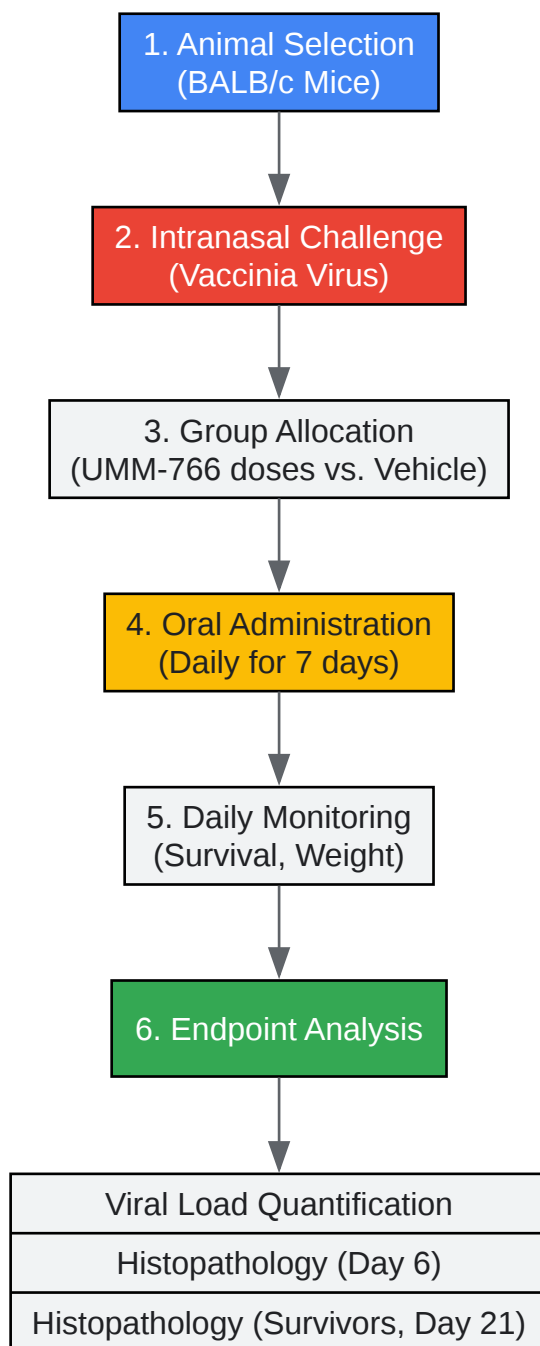 1. Animal Selection
(BALB/c Mice)
2. Intranasal Challenge
(Vaccinia Virus)
3. Group Allocation
(UMM-766 doses vs. Vehicle)
4. Oral Administration
(Daily for 7 days)
5. Daily Monitoring
(Survival, Weight)
6. Endpoint Analysis
Viral Load Quantification
Histopathology (Day 6)
Histopathology (Survivors, Day 21)